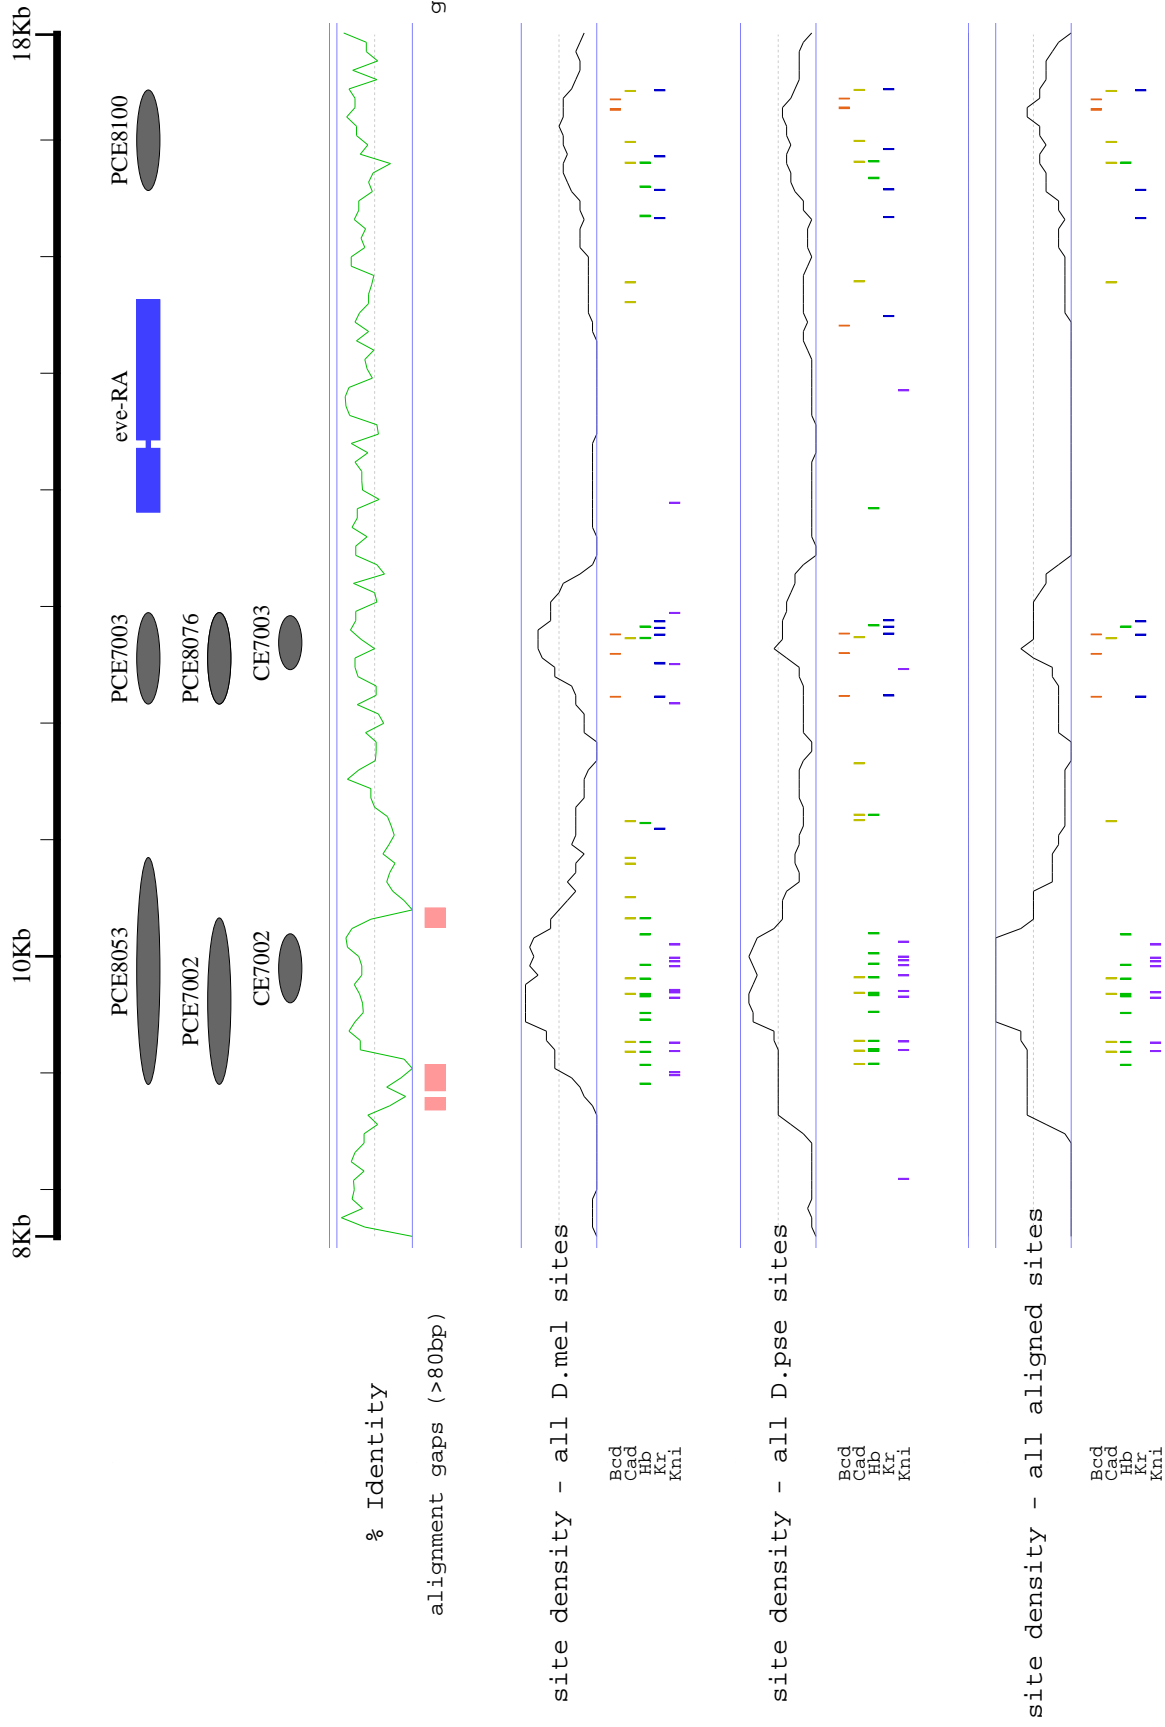 8Kb
10Kb
18Kb
PCE8053
PCE7003
eve-RA
PCE8100
PCE7002
PCE8076
CE7002
CE7003
% Identity
alignment gaps (>80bp)
g
site density - all D.mel sites
Bcd
Cad
Hb
Kr
Kni
site density - all D.pse sites
Bcd
Cad
Hb
Kr
Kni
site density - all aligned sites
Bcd
Cad
Hb
Kr
Kni